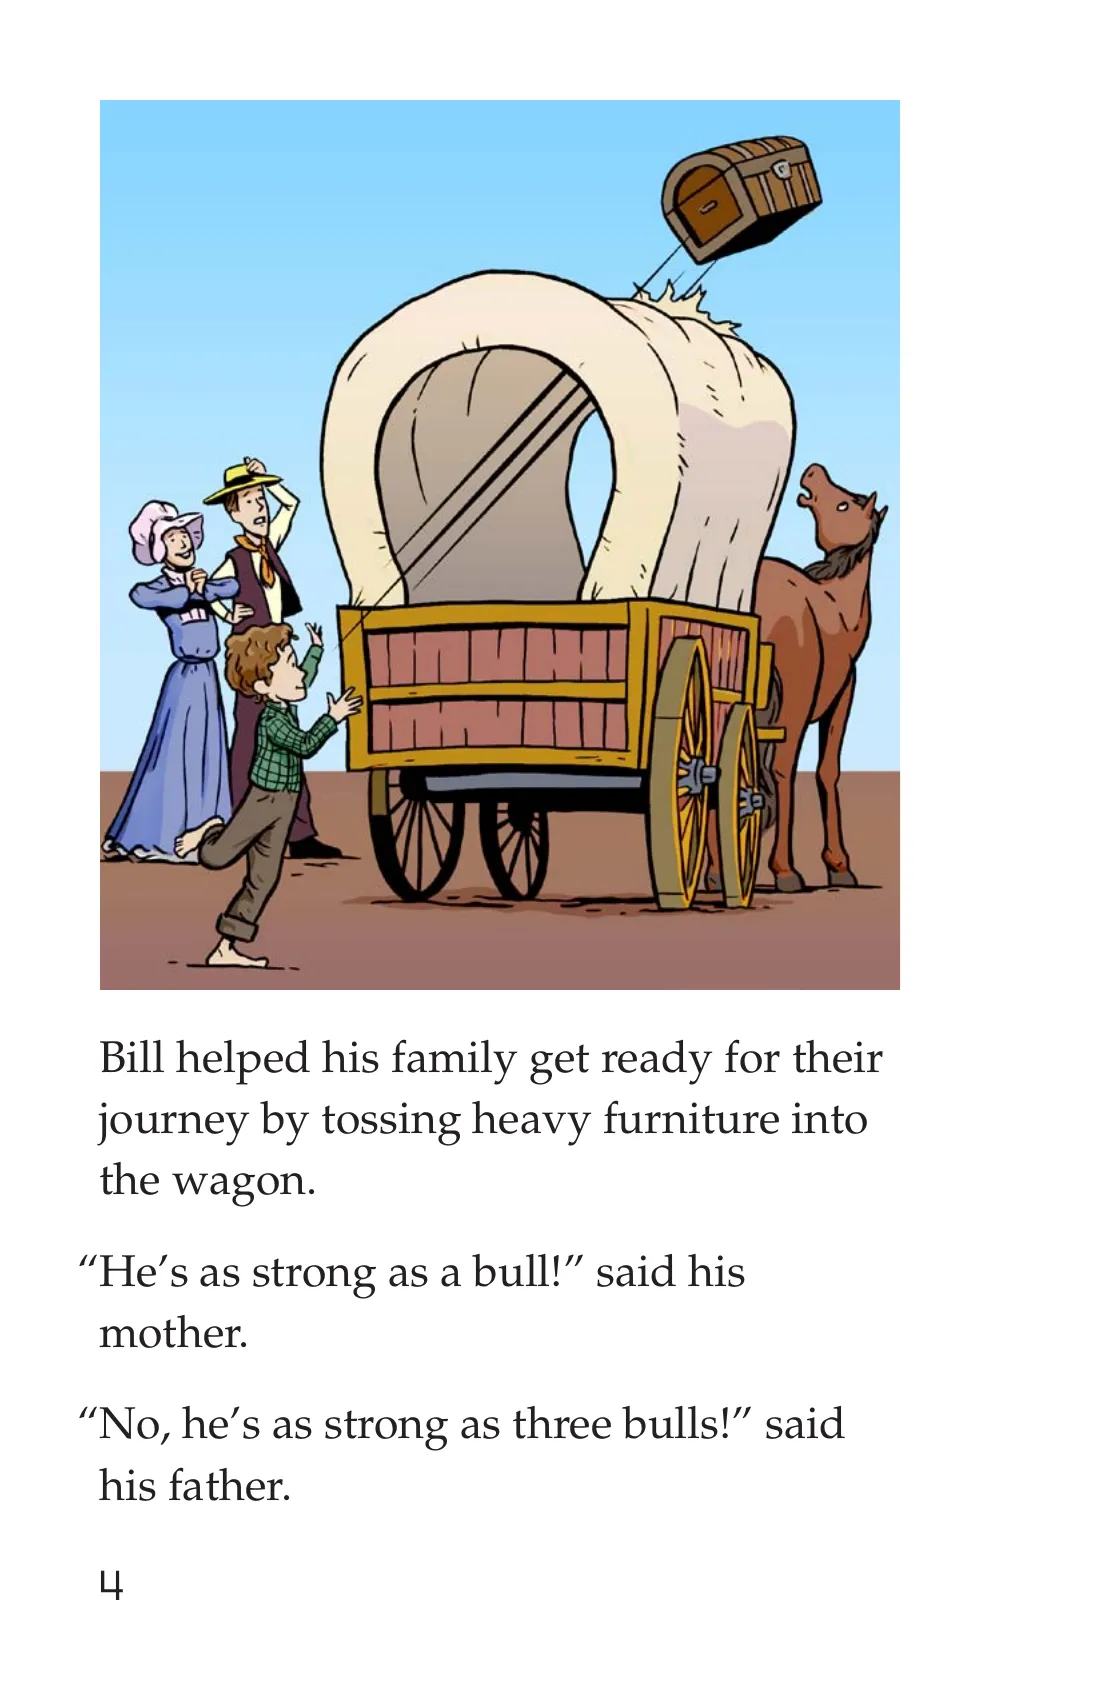 Bill helped his family get ready for their
journey by tossing heavy furniture into
the wagon.
“He’s as strong as a bull!” said his
mother.
“No, he’s as strong as three bulls!” said
his father.
4